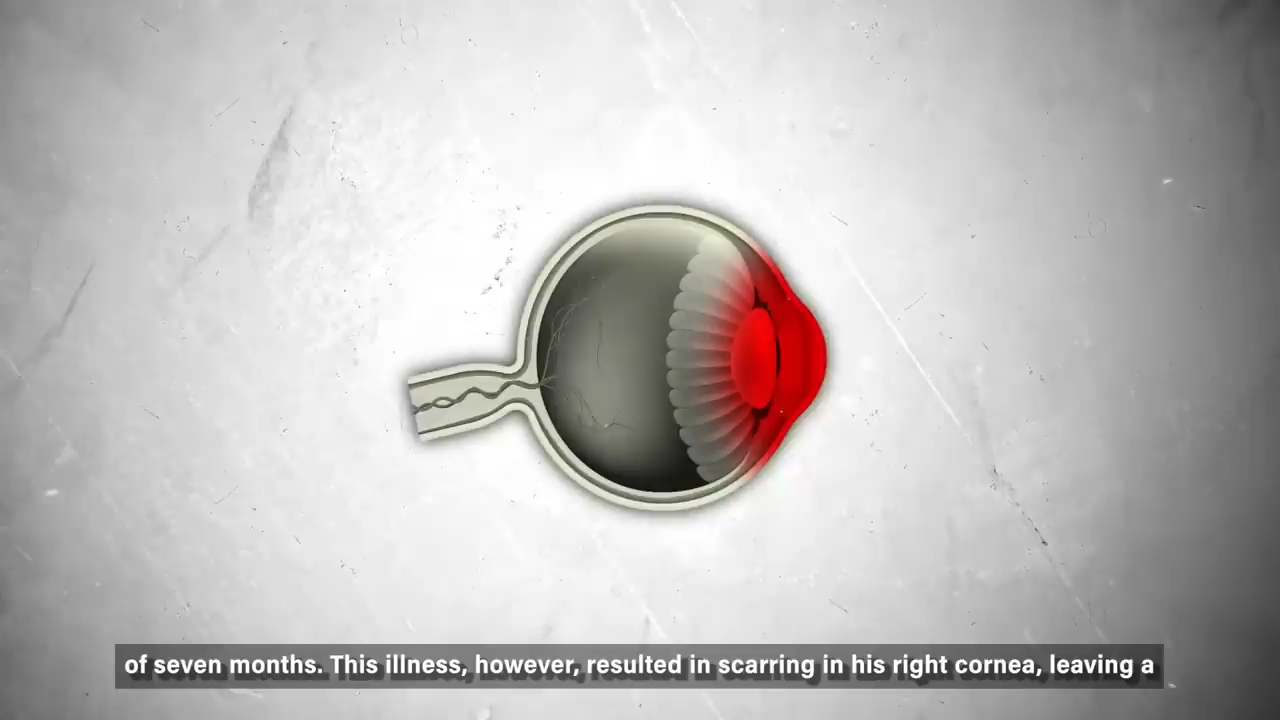 of seven months. This illness, however, resulted in scarring in his right cornea, leaving a